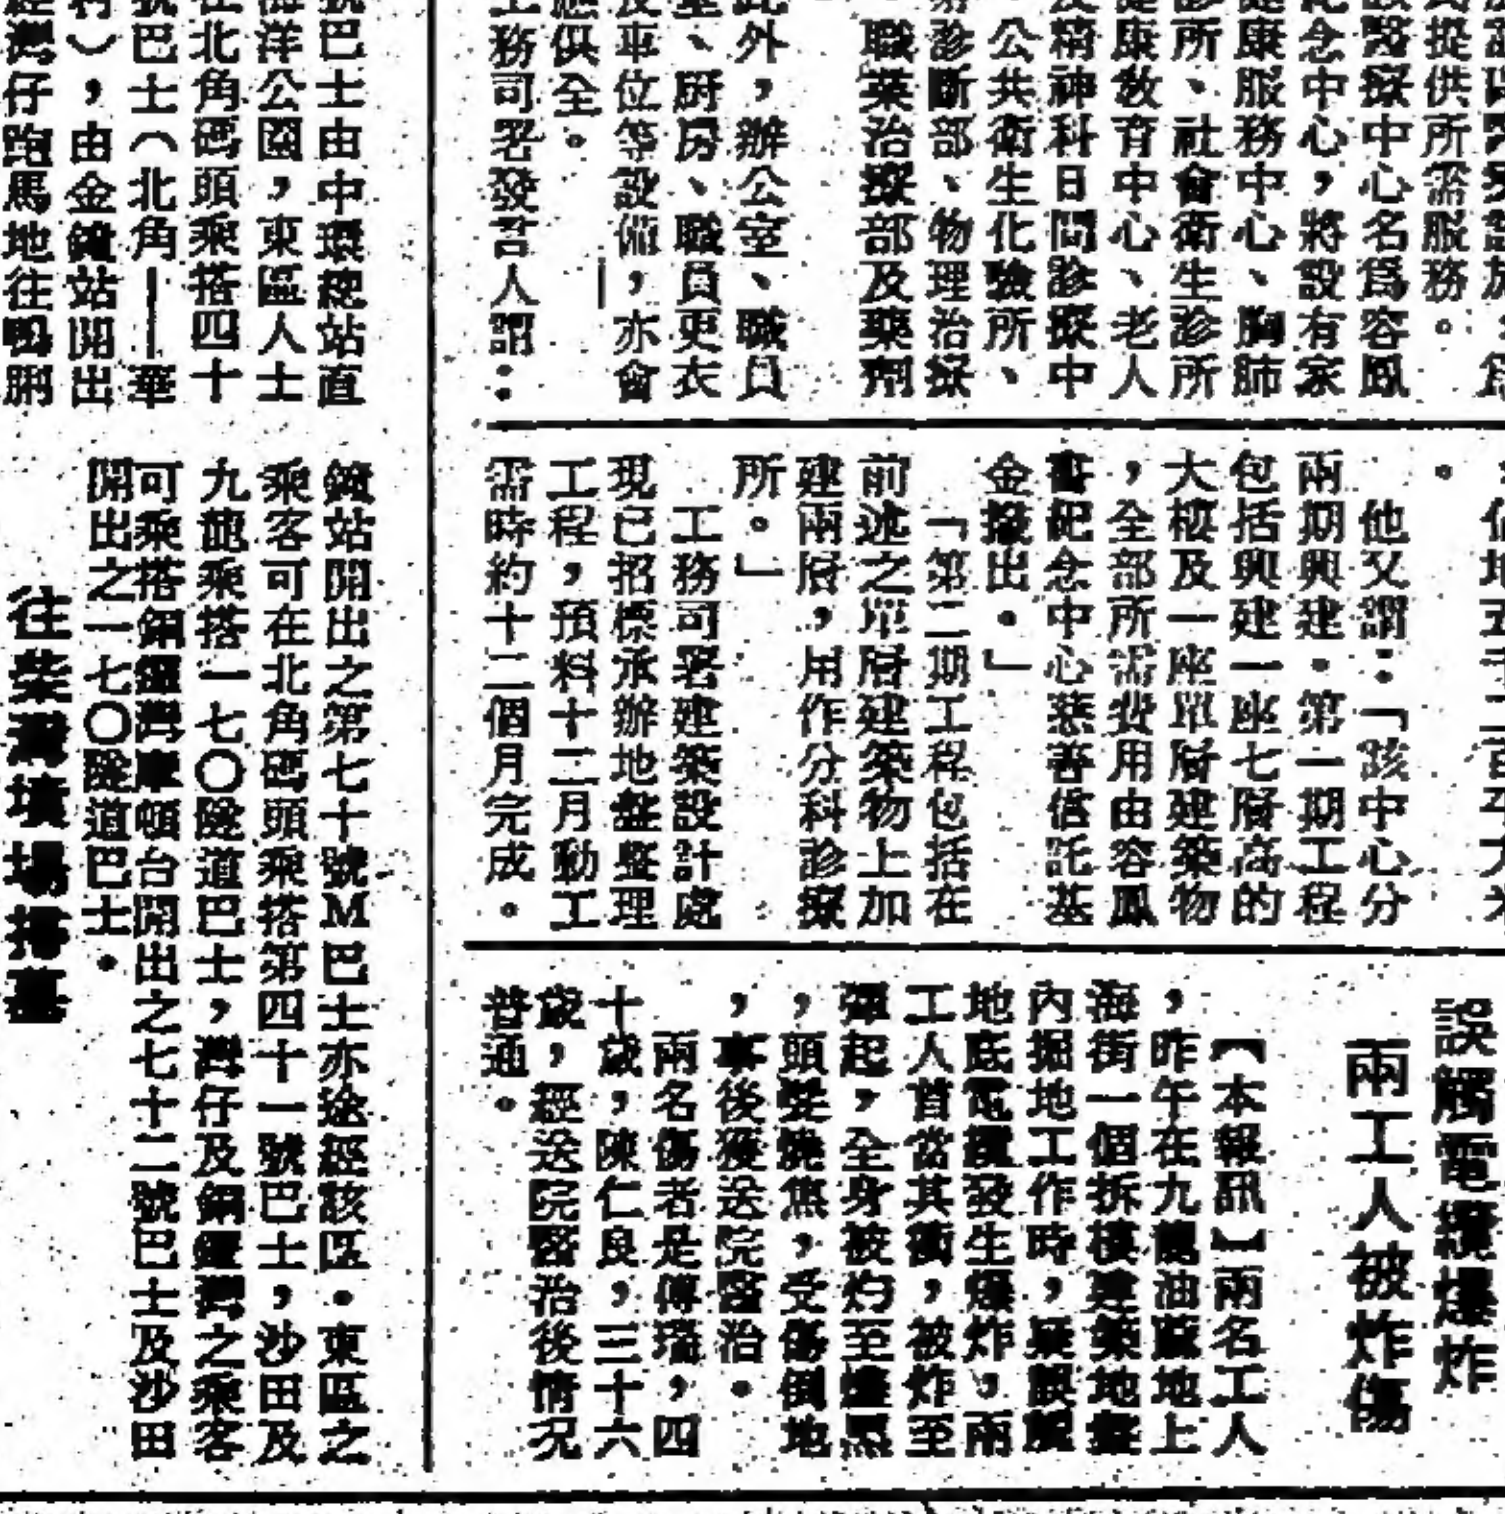 該醫療中心名爲容鳳
念中心，將設有家
健康服務中心、胸肺
診所、社會衛生診所
健康教育中心、老人
精神科日間診療中
公共衛生化驗所、
診斷部、物理治療
職業治療部及藥劑
此外，辦公室、職員
、廚房、職員更衣
車位等設備，亦會
俱全。
工務司署發言人謂：
他又謂：「該中心分
兩期興建。第一期工程
包括興建一座七層高的
大樓及一座單層建築物
，全部所需費用由容鳳
書紀念中心慈善信託基
金撥出。」
「第二期工程包括在
前述之單層建築物上加
建兩層，用作分科診療
所。」
工務司署建築設計處
現已招標承辦地盤整理
工程，預料十二月動工
需時約十二個月完成。
誤觸電纜爆炸
兩工人被炸傷
【本報訊】兩名工人
，昨午在九龍油蔴地上
海街一個拆樓建築地盤
內掘地工作時，疑誤觸
地底電纜發生爆炸，兩
工人首當其衝，被炸至
彈起，全身被灼至燻黑
，頭髮燒焦，受傷倒地
，事後獲送院醫治。
兩名傷者是傅瑞，四
十歲，陳仁良，三十六
歲，經送院醫治後情況
普通。
號巴士由中環總站直
海洋公園，東區人士
在北角碼頭乘搭四十
號巴士（北角——華
村），由金鐘站開出
經灣仔跑馬地往鴨脷
鐘站開出之第七十號M巴士亦途經該區。東區之
乘客可在北角碼頭乘搭第四十一號巴士，沙田及
九龍乘搭一七〇隧道巴士，灣仔及銅鑼灣之乘客
可乘搭銅鑼灣摩頓台開出之七十二號巴士及沙田
開出之一七〇隧道巴士。
往柴灣墳場掃墓